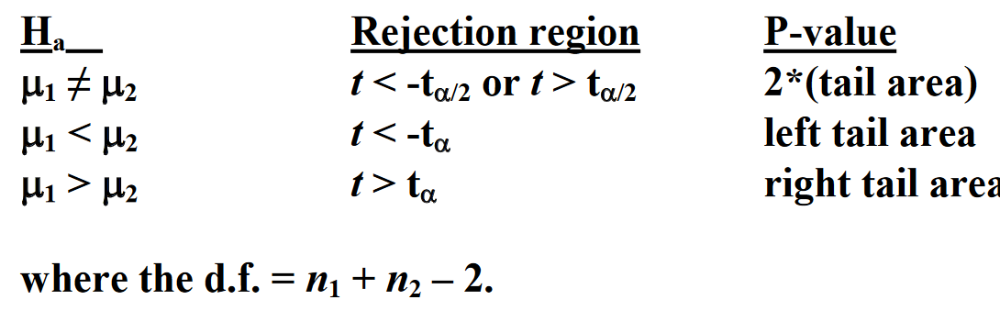 Hₐ Rejection region P-value
μ₁ ≠ μ₂ t < -tα/2 or t > tα/2 2*(tail area)
μ₁ < μ₂ t < -tα left tail area
μ₁ > μ₂ t > tα right tail area
where the d.f. = n₁ + n₂ – 2.